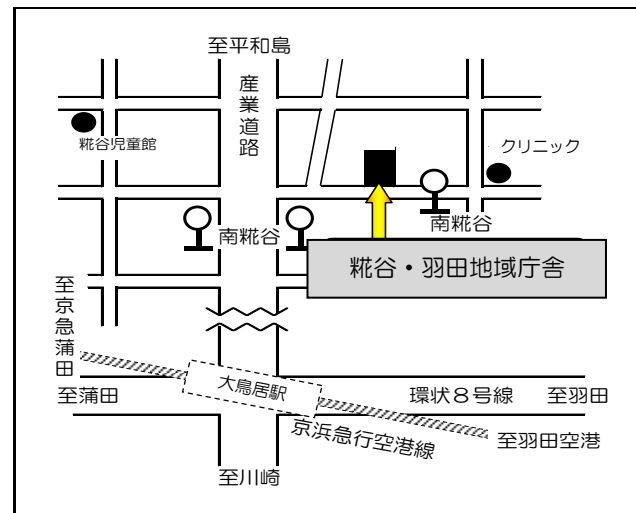 至平和島
産業道路
糀谷児童館
クリニック
南糀谷
南糀谷
糀谷・羽田地域庁舎
至京急蒲田
大鳥居駅
至蒲田
環状８号線
至羽田
京浜急行空港線
至羽田空港
至川崎